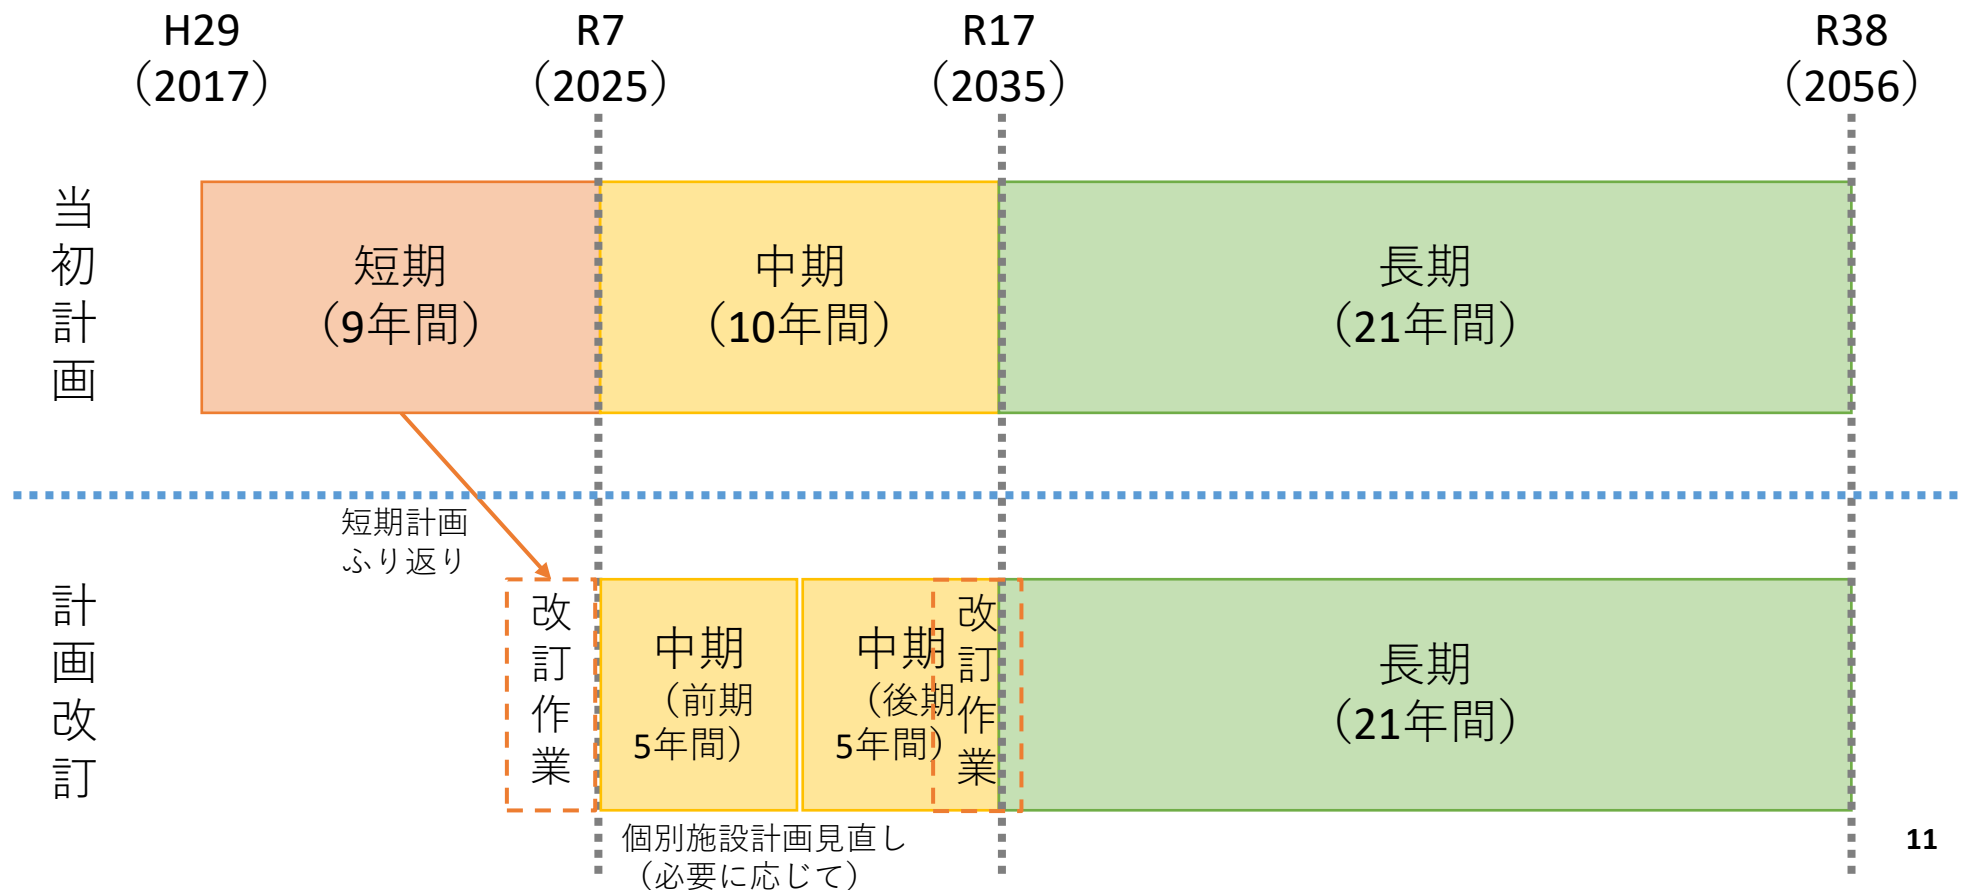 H29
（2017）
R7
（2025）
R17
（2035）
R38
（2056）
当初計画
短期
（9年間）
中期
（10年間）
長期
（21年間）
短期計画
ふり返り
計画改訂
改訂作業
中期
（前期
5年間）
中期
（後期
5年間）
改訂作業
長期
（21年間）
個別施設計画見直し
（必要に応じて）
11